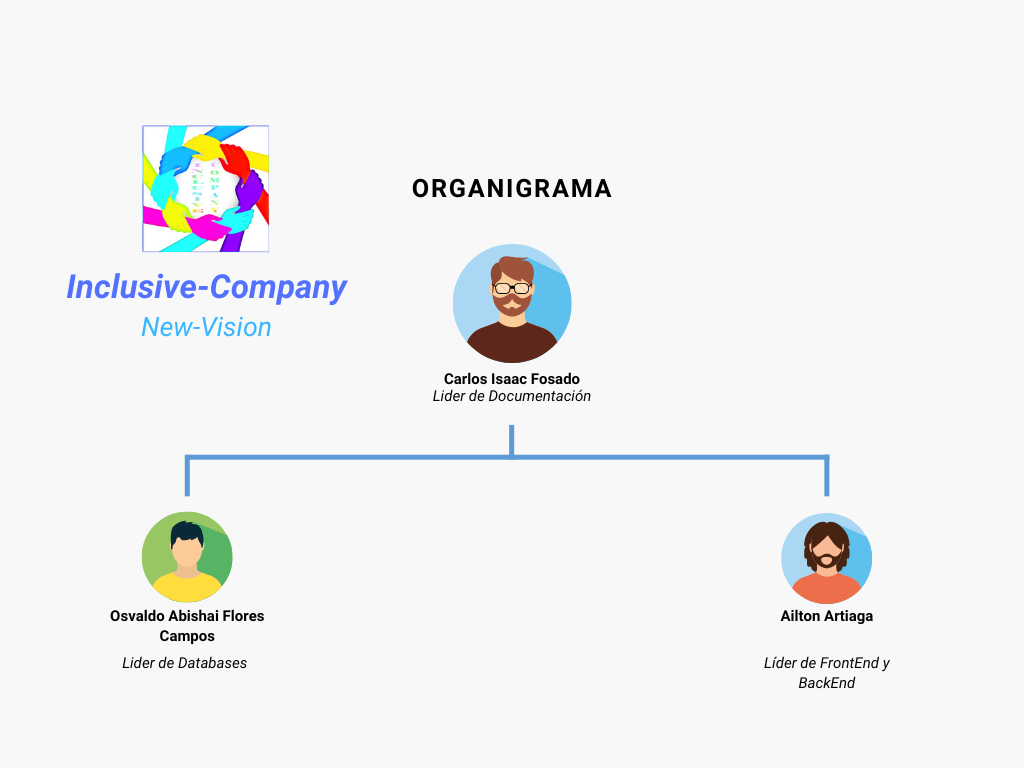 ORGANIGRAMA
Inclusive-Company
New-Vision
Carlos Isaac Fosado
Lider de Documentación
Osvaldo Abishai Flores
Campos
Lider de Databases
Ailton Artiaga
Líder de FrontEnd y
BackEnd